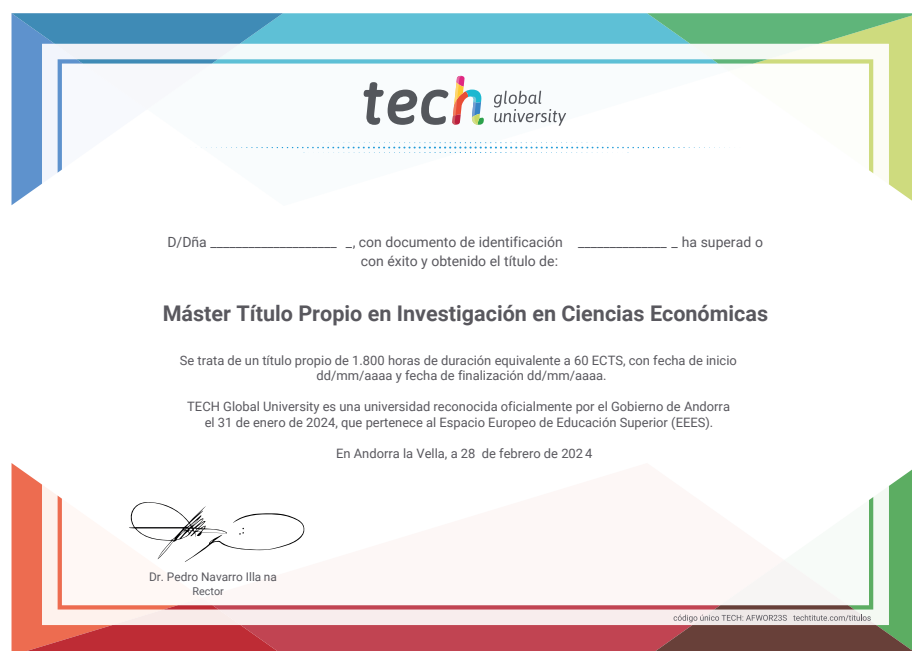 tech global
university
D/Dña ____________________ _, con documento de identificación ______________ _ ha superad o
con éxito y obtenido el título de:
Máster Título Propio en Investigación en Ciencias Económicas
Se trata de un título propio de 1.800 horas de duración equivalente a 60 ECTS, con fecha de inicio
dd/mm/aaaa y fecha de finalización dd/mm/aaaa.
TECH Global University es una universidad reconocida oficialmente por el Gobierno de Andorra
el 31 de enero de 2024, que pertenece al Espacio Europeo de Educación Superior (EEES).
En Andorra la Vella, a 28 de febrero de 2024
Dr. Pedro Navarro Illa na
Rector
código único TECH: AFWOR23S techtitute.com/titulos